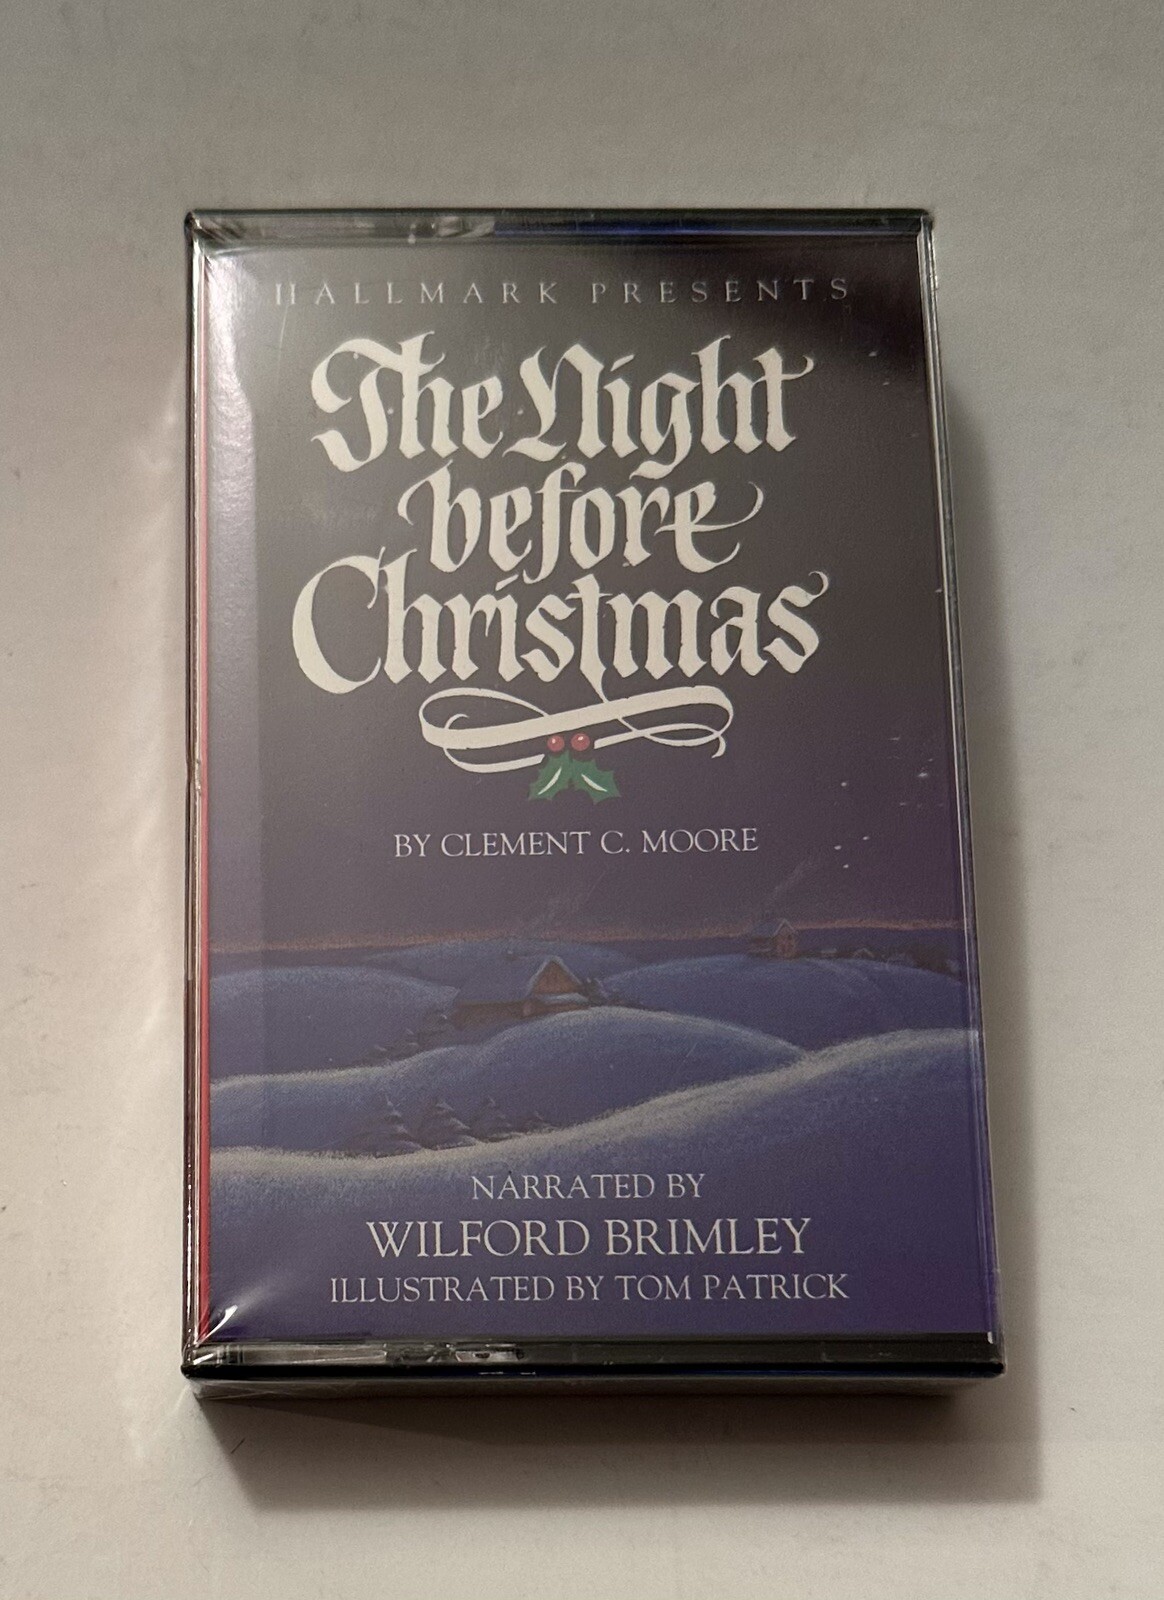 HALLMARK PRESENTS
The Night
before
Christmas
BY CLEMENT C. MOORE
NARRATED BY
WILFORD BRIMLEY
ILLUSTRATED BY TOM PATRICK